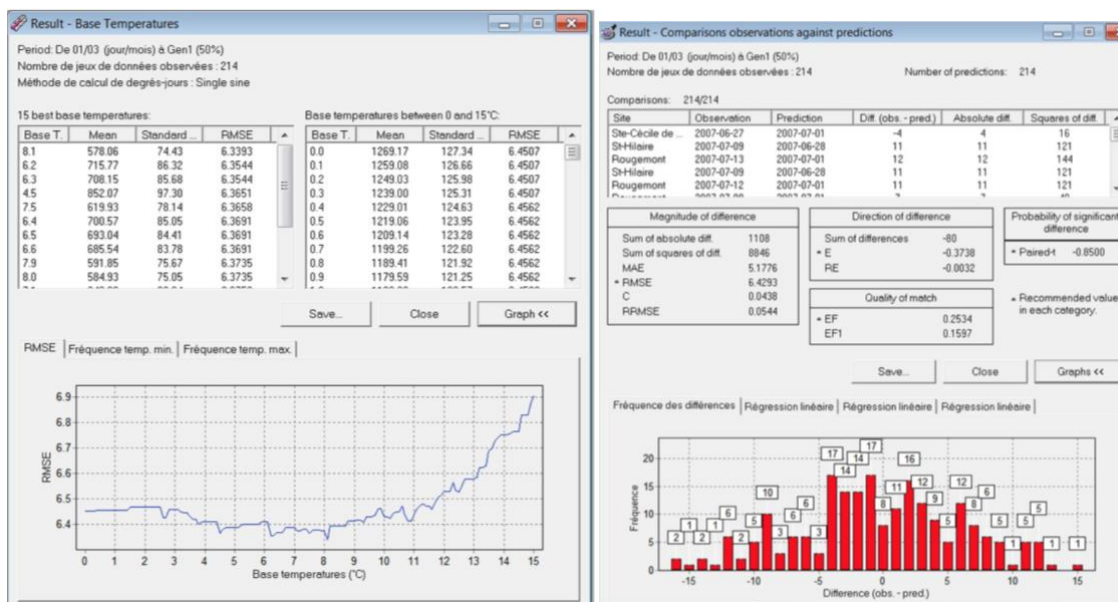 Result - Base Temperatures
Period: De 01/03 (jour/mois) à Gen1 (50%)
Nombre de jeux de données observées : 214
Méthode de calcul de degrés-jours : Single sine
15 best base temperatures:
Base T. Mean Standard ... RMSE
8.1 578.06 74.43 6.3393
6.2 715.77 86.32 6.3544
6.3 708.15 85.68 6.3544
4.5 852.07 97.30 6.3651
7.5 619.93 78.14 6.3658
6.4 700.57 85.05 6.3691
6.5 693.04 84.41 6.3691
6.6 685.54 83.78 6.3735
7.9 591.85 75.67 6.3735
8.0 584.93 75.05 6.3735
Base temperatures between 0 and 15°C:
Base T. Mean Standard ... RMSE
0.0 1269.17 127.34 6.4507
0.1 1259.08 126.66 6.4507
0.2 1249.03 125.98 6.4507
0.3 1239.00 125.31 6.4507
0.4 1229.01 124.63 6.4562
0.5 1219.06 123.95 6.4562
0.6 1209.14 123.28 6.4562
0.7 1199.26 122.60 6.4562
0.8 1189.41 121.92 6.4562
0.9 1179.59 121.25 6.4562
Save... Close Graph <<
RMSE Fréquence temp. min. Fréquence temp. max.
RMSE
6.9
6.8
6.7
6.6
6.5
6.4
0 1 2 3 4 5 6 7 8 9 10 11 12 13 14 15
Base temperatures (°C)
Result - Comparisons observations against predictions
Period: De 01/03 (jour/mois) à Gen1 (50%)
Nombre de jeux de données observées : 214 Number of predictions: 214
Comparisons: 214/214
Site Observation Prediction Diff. (obs. - pred.) Absolute diff. Squares of diff.
Ste-Cécile de ... 2007-06-27 2007-07-01 -4 4 16
St-Hilaire 2007-07-09 2007-06-28 11 11 121
Rougemont 2007-07-13 2007-07-01 12 12 144
St-Hilaire 2007-07-09 2007-06-28 11 11 121
Rougemont 2007-07-12 2007-07-01 11 11 121
Magnitude of difference
Sum of absolute diff. 1108
Sum of squares of diff. 8846
MAE 5.1776
RMSE 6.4293
C 0.0438
RRMSE 0.0544
Direction of difference
Sum of differences -80
E -0.3738
RE -0.0032
Quality of match
EF 0.2534
EF1 0.1597
Probability of significant
difference
Paired-t -0.8500
Recommended value
in each category.
Save... Close Graphs <<
Fréquence des différences Régression linéaire Régression linéaire Régression linéaire
Fréquence
20
15
10
5
0
2 1 2 1 6 2 5 10 3 6 6 3 17 14 14 17 8 11 16 12 9 5 12 8 6 5 1 5 5 1 1
-15 -10 -5 0 5 10 15
Difference (obs. - pred.)